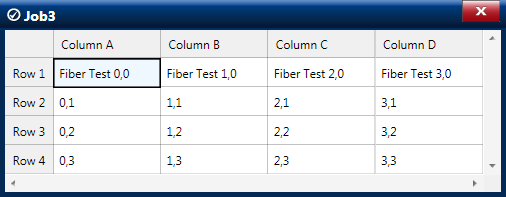 Job3
Column A Column B Column C Column D
Row 1 Fiber Test 0,0 Fiber Test 1,0 Fiber Test 2,0 Fiber Test 3,0
Row 2 0,1 1,1 2,1 3,1
Row 3 0,2 1,2 2,2 3,2
Row 4 0,3 1,3 2,3 3,3